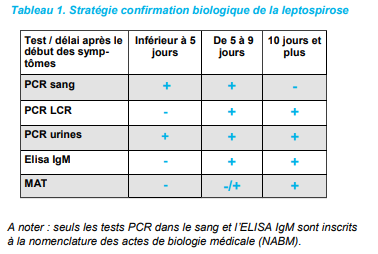 Tableau 1. Stratégie confirmation biologique de la leptospirose
Test / délai après le début des symp-tômes | Inférieur à 5 jours | De 5 à 9 jours | 10 jours et plus
PCR sang | + | + | -
PCR LCR | - | + | +
PCR urines | + | + | +
Elisa IgM | - | + | +
MAT | - | -/+ | +
A noter : seuls les tests PCR dans le sang et l'ELISA IgM sont inscrits
à la nomenclature des actes de biologie médicale (NABM).